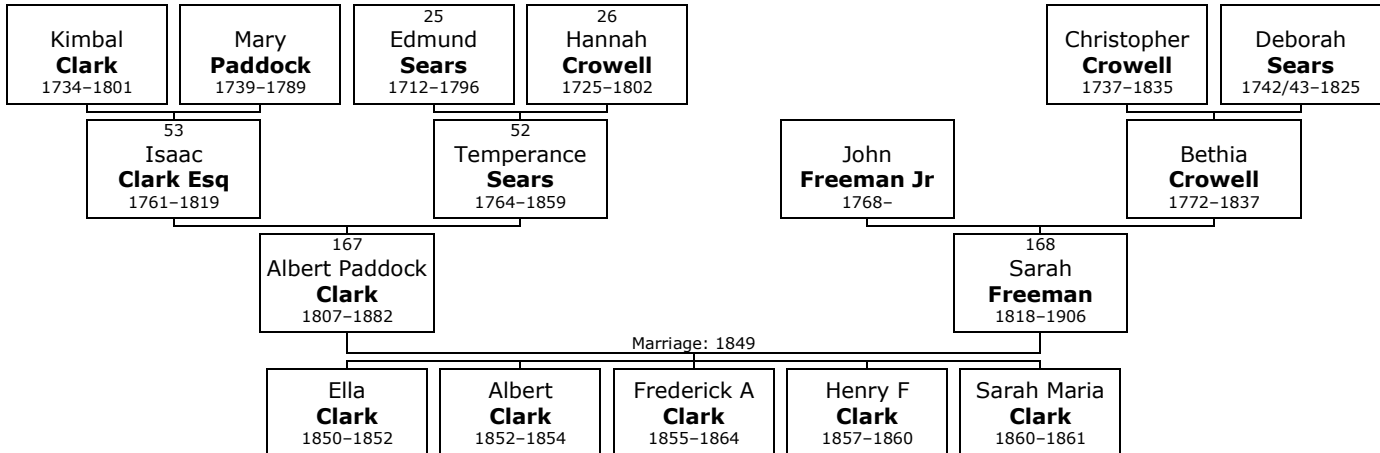 Kimbal
Clark
1734–1801
Mary
Paddock
1739–1789
25
Edmund
Sears
1712–1796
26
Hannah
Crowell
1725–1802
Christopher
Crowell
1737–1835
Deborah
Sears
1742/43–1825
53
Isaac
Clark Esq
1761–1819
52
Temperance
Sears
1764–1859
John
Freeman Jr
1768–
Bethia
Crowell
1772–1837
167
Albert Paddock
Clark
1807–1882
168
Sarah
Freeman
1818–1906
Marriage: 1849
Ella
Clark
1850–1852
Albert
Clark
1852–1854
Frederick A
Clark
1855–1864
Henry F
Clark
1857–1860
Sarah Maria
Clark
1860–1861